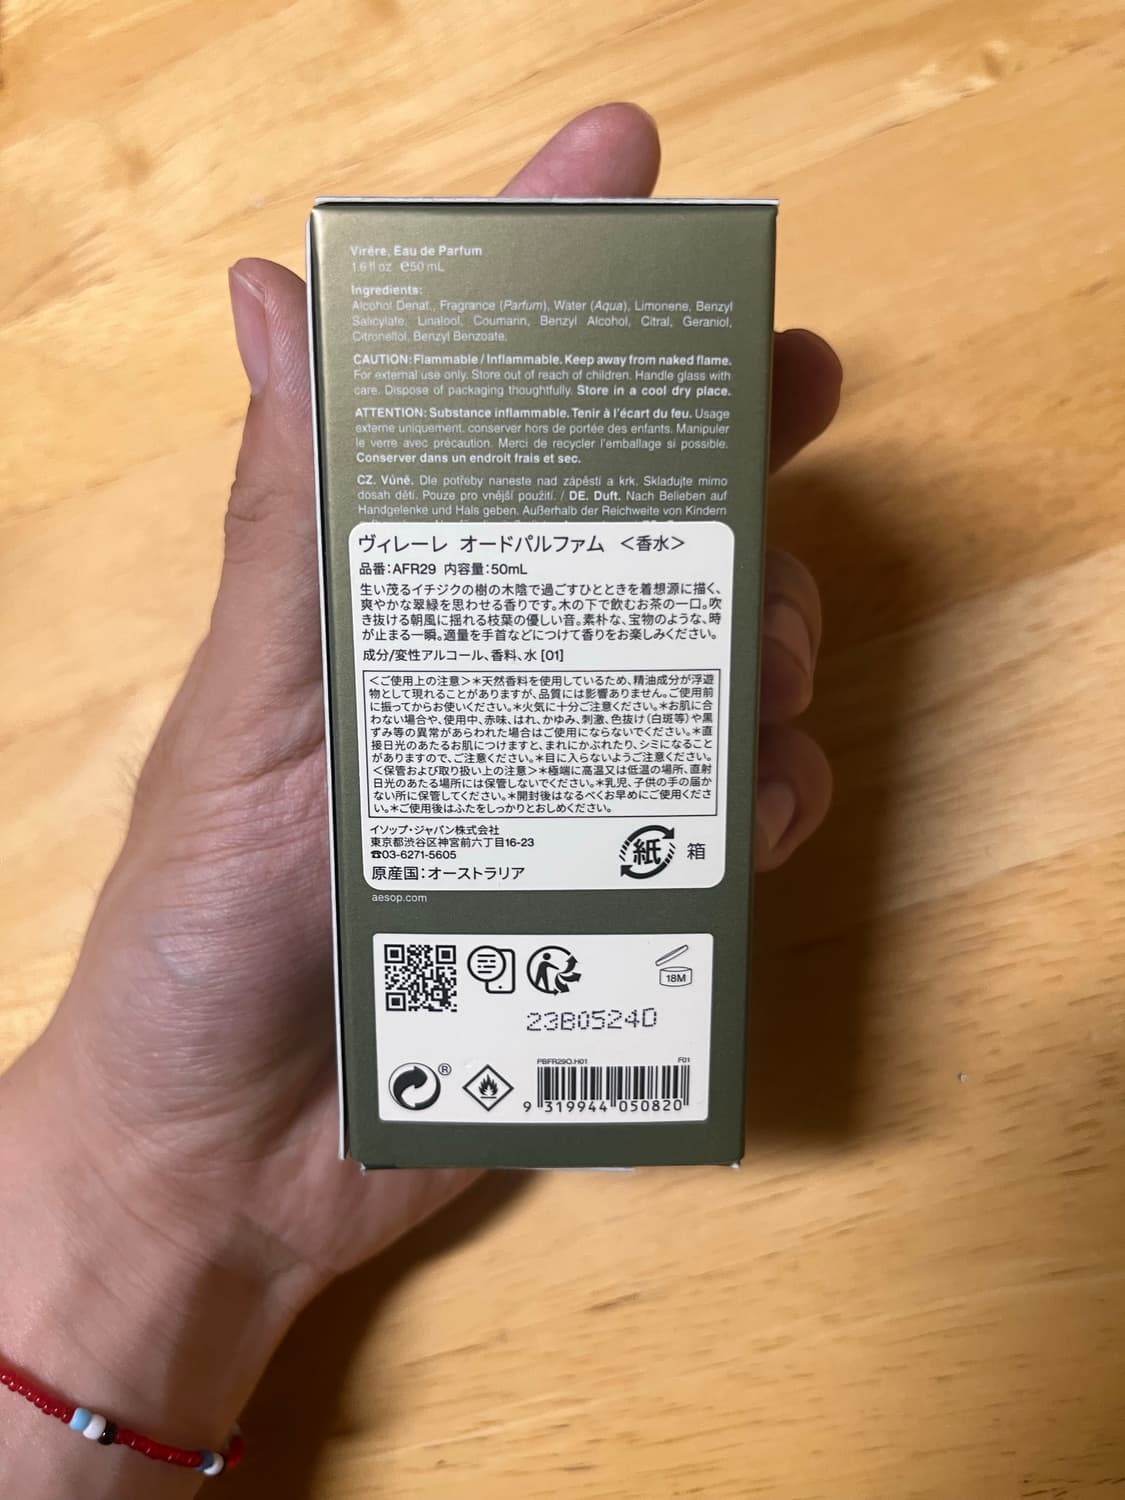 Virēre, Eau de Parfum
1.6 fl oz ℮50 mL
Ingredients:
Alcohol Denat., Fragrance (Parfum), Water (Aqua), Limonene, Benzyl
Salicylate, Linalool, Coumarin, Benzyl Alcohol, Citral, Geraniol,
Citronellol, Benzyl Benzoate.
CAUTION: Flammable / Inflammable. Keep away from naked flame.
For external use only. Store out of reach of children. Handle glass with
care. Dispose of packaging thoughtfully. Store in a cool dry place.
ATTENTION: Substance inflammable. Tenir à l'écart du feu. Usage
externe uniquement. conserver hors de portée des enfants. Manipuler
le verre avec précaution. Merci de recycler l'emballage si possible.
Conserver dans un endroit frais et sec.
CZ. Vůně. Dle potřeby naneste nad zápěstí a krk. Skladujte mimo
dosah dětí. Pouze pro vnější použití. / DE. Duft. Nach Belieben auf
Handgelenke und Hals geben. Außerhalb der Reichweite von Kindern
ヴィレーレ オードパルファム <香水>
品番:AFR29 内容量:50mL
生い茂るイチジクの樹の木陰で過ごすひとときを着想源に描く、
爽やかな翠緑を思わせる香りです。木の下で飲むお茶の一口。吹
き抜ける朝風に揺れる枝葉の優しい音。素朴な、宝物のような、時
が止まる一瞬。適量を手首などにつけて香りをお楽しみください。
成分/変性アルコール、香料、水 [01]
<ご使用上の注意>*天然香料を使用しているため、精油成分が浮遊
物として現れることがありますが、品質には影響ありません。ご使用前
に振ってからお使いください。*火気に十分ご注意ください。*お肌に合
わない場合や、使用中、赤味、はれ、かゆみ、刺激、色抜け(白斑等)や黒
ずみ等の異常があらわれた場合はご使用にならないでください。*直
接日光のあたるお肌につけますと、まれにかぶれたり、シミになること
がありますので、ご注意ください。*目に入らないようご注意ください。
<保管および取り扱い上の注意>*極端に高温又は低温の場所、直射
日光のあたる場所には保管しないでください。*乳児、子供の手の届か
ない所に保管してください。*開封後はなるべくお早めにご使用くださ
い。*ご使用後はふたをしっかりとおしめください。
イソップ・ジャパン株式会社
東京都渋谷区神宮前六丁目16-23
☎03-6271-5605
原産国:オーストラリア
紙 箱
aesop.com
18M
23B0524D
PBFR29O.H01 F01
®
9 319944 050820